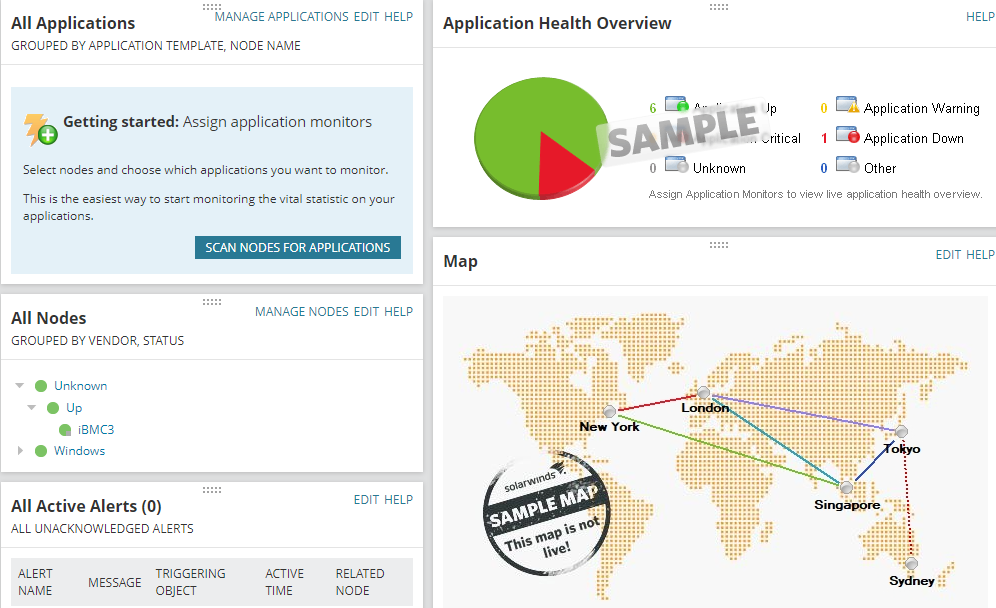 All Applications
MANAGE APPLICATIONS EDIT HELP
GROUPED BY APPLICATION TEMPLATE, NODE NAME
Getting started: Assign application monitors
Select nodes and choose which applications you want to monitor.
This is the easiest way to start monitoring the vital statistic on your
applications.
SCAN NODES FOR APPLICATIONS
All Nodes
MANAGE NODES EDIT HELP
GROUPED BY VENDOR, STATUS
Unknown
Up
iBMC3
Windows
All Active Alerts (0)
EDIT HELP
ALL UNACKNOWLEDGED ALERTS
ALERT NAME
MESSAGE
TRIGGERING OBJECT
ACTIVE TIME
RELATED NODE
Application Health Overview
HELP
6 Application Up
0 Application Warning
SAMPLE
Critical
1 Application Down
0 Unknown
0 Other
Assign Application Monitors to view live application health overview.
Map
EDIT HELP
London
New York
Tokyo
Singapore
Sydney
solarwinds
SAMPLE MAP
This map is not
live!